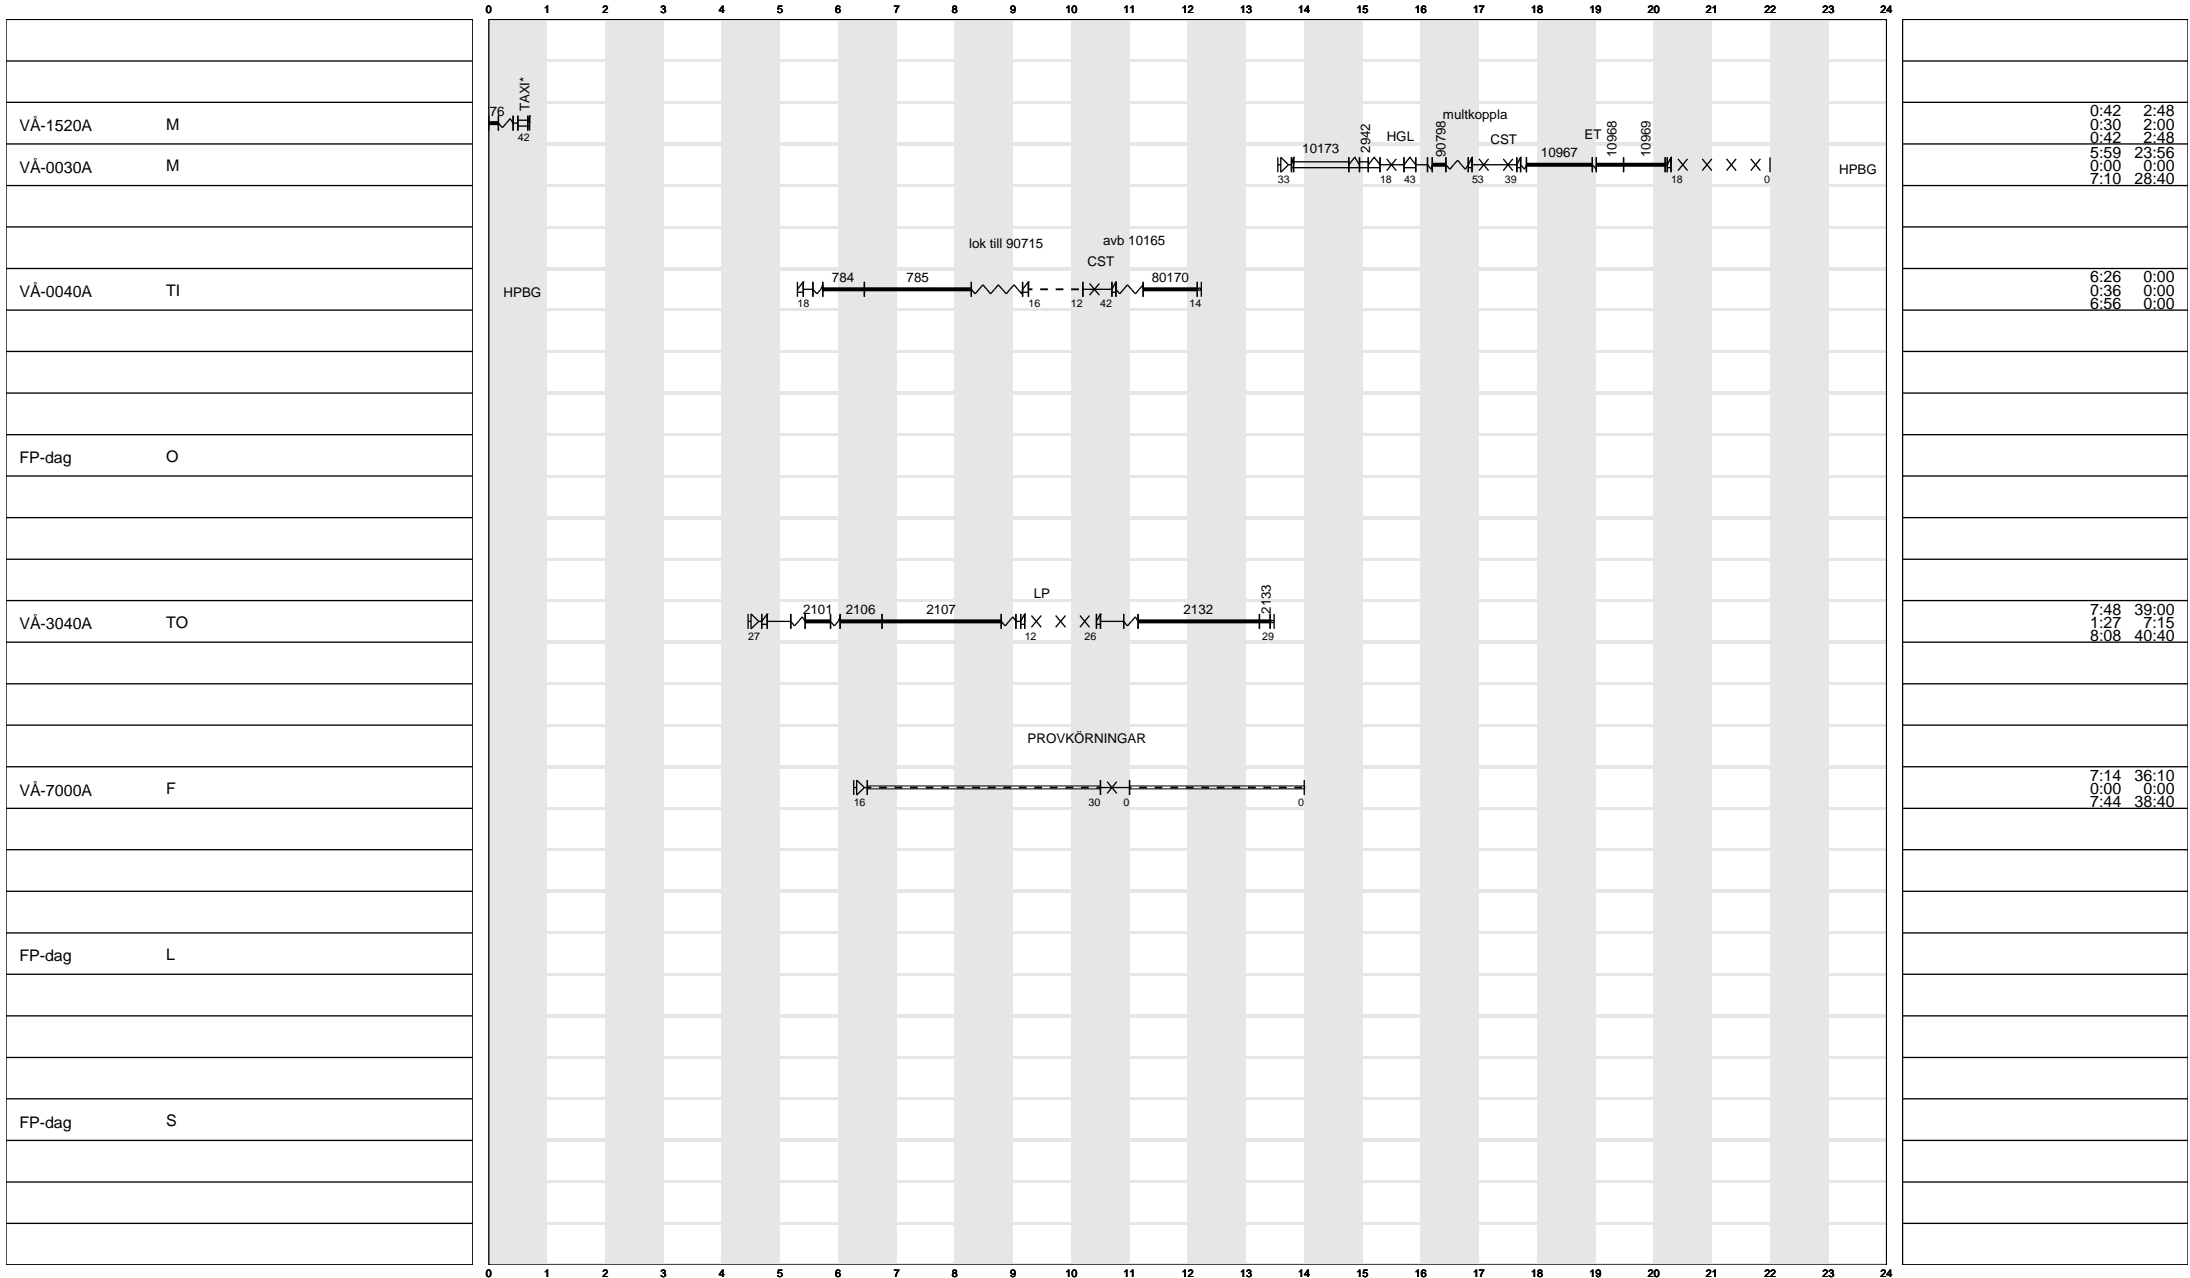 0 1 2 3 4 5 6 7 8 9 10 11 12 13 14 15 16 17 18 19 20 21 22 23 24
TAXI*
76
VÅ-1520A M
42
0:42 2:48
0:30 2:00
0:42 2:48
multkoppla
10173 2942 HGL 90798 CST 10967 ET 10968 10969
VÅ-0030A M
HPBG
33 18 43 53 39 18 0
5:59 23:56
0:00 0:00
7:10 28:40
lok till 90715 avb 10165
CST
784 785 80170
VÅ-0040A TI HPBG
18 16 12 42 14
6:26 0:00
0:36 0:00
6:56 0:00
FP-dag O
LP
2101 2106 2107 2132 2133
VÅ-3040A TO
27 12 26 29
7:48 39:00
1:27 7:15
8:08 40:40
PROVKÖRNINGAR
VÅ-7000A F
16 30 0 0
7:14 36:10
0:00 0:00
7:44 38:40
FP-dag L
FP-dag S
0 1 2 3 4 5 6 7 8 9 10 11 12 13 14 15 16 17 18 19 20 21 22 23 24